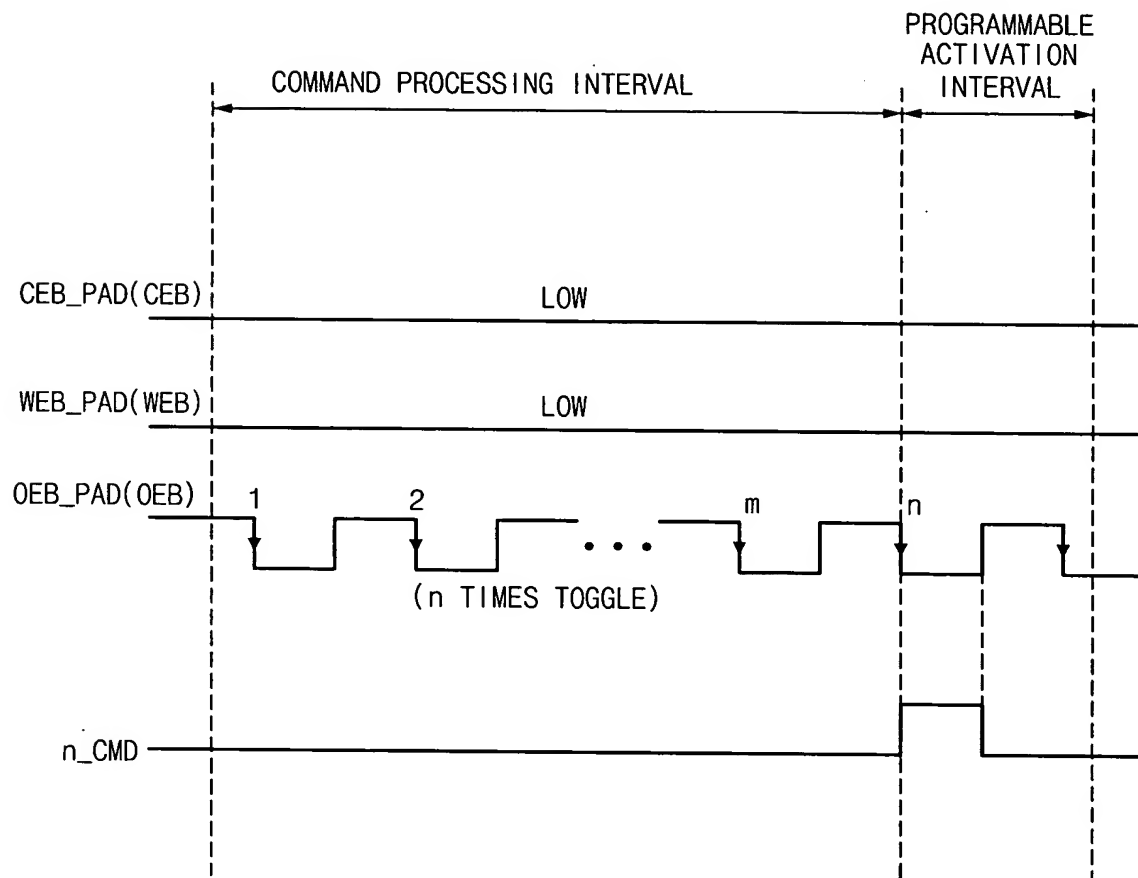 PROGRAMMABLE
ACTIVATION
INTERVAL
COMMAND PROCESSING INTERVAL
CEB_PAD(CEB)
LOW
WEB_PAD(WEB)
LOW
OEB_PAD(OEB)
1
2
m
n
• • •
(n TIMES TOGGLE)
n_CMD